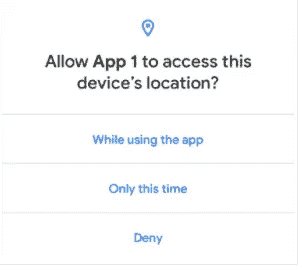 Allow App 1 to access this
device's location?
While using the app
Only this time
Deny